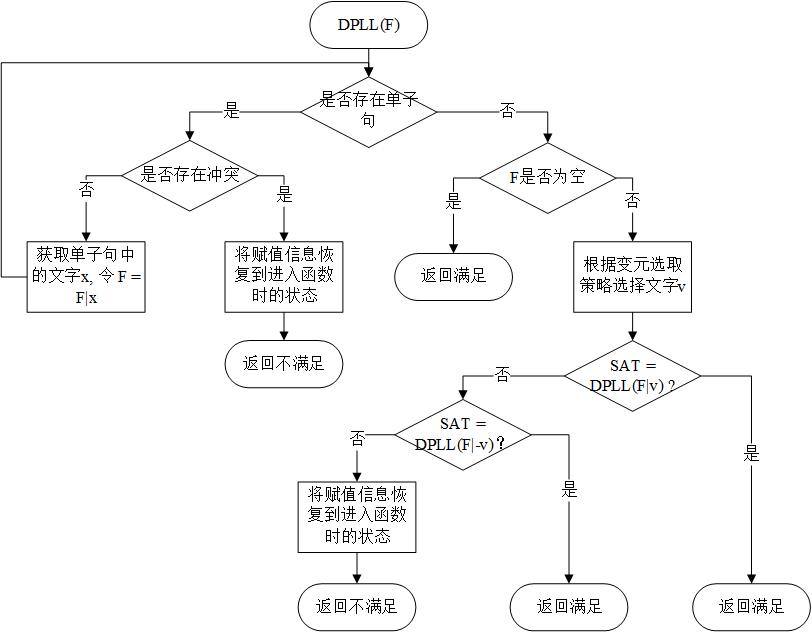 DPLL(F)
是否存在单子
句
是
否
是否存在冲突
F是否为空
否
是
是
否
获取单子句中
的文字x, 令 F =
F|x
将赋值信息恢
复到进入函数
时的状态
返回满足
根据变元选取
策略选择文字v
返回不满足
SAT =
DPLL(F|v) ?
否
是
SAT =
DPLL(F|-v)?
否
是
将赋值信息恢
复到进入函数
时的状态
返回不满足
返回满足
返回满足